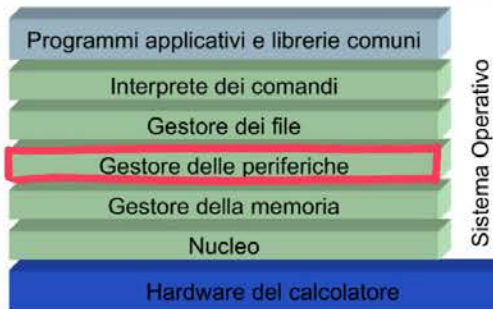 Programmi applicativi e librerie comuni
Interprete dei comandi
Gestore dei file
Gestore delle periferiche
Gestore della memoria
Nucleo
Hardware del calcolatore
Sistema Operativo